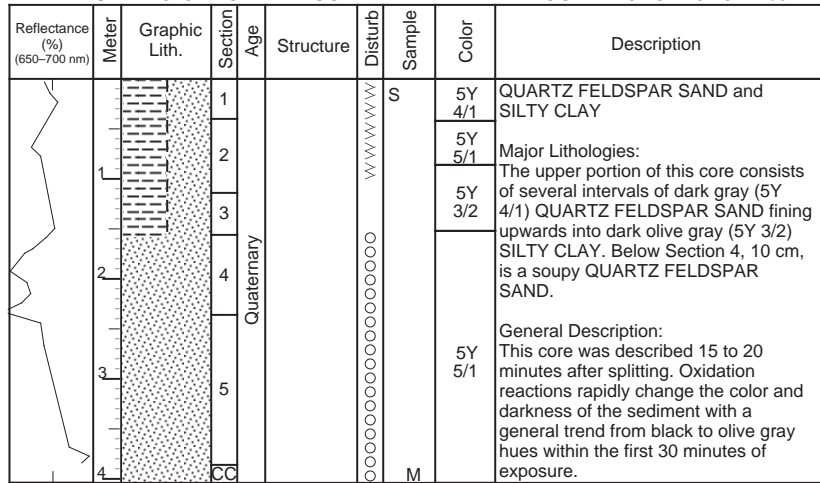 Reflectance
(%)
(650–700 nm)
Meter
Graphic
Lith.
Section
Age
Structure
Disturb
Sample
Color
Description
1
2
3
4
1
2
3
4
5
CC
Quaternary
S
M
5Y
4/1
5Y
5/1
5Y
3/2
5Y
5/1
QUARTZ FELDSPAR SAND and
SILTY CLAY
Major Lithologies:
The upper portion of this core consists
of several intervals of dark gray (5Y
4/1) QUARTZ FELDSPAR SAND fining
upwards into dark olive gray (5Y 3/2)
SILTY CLAY. Below Section 4, 10 cm,
is a soupy QUARTZ FELDSPAR
SAND.
General Description:
This core was described 15 to 20
minutes after splitting. Oxidation
reactions rapidly change the color and
darkness of the sediment with a
general trend from black to olive gray
hues within the first 30 minutes of
exposure.